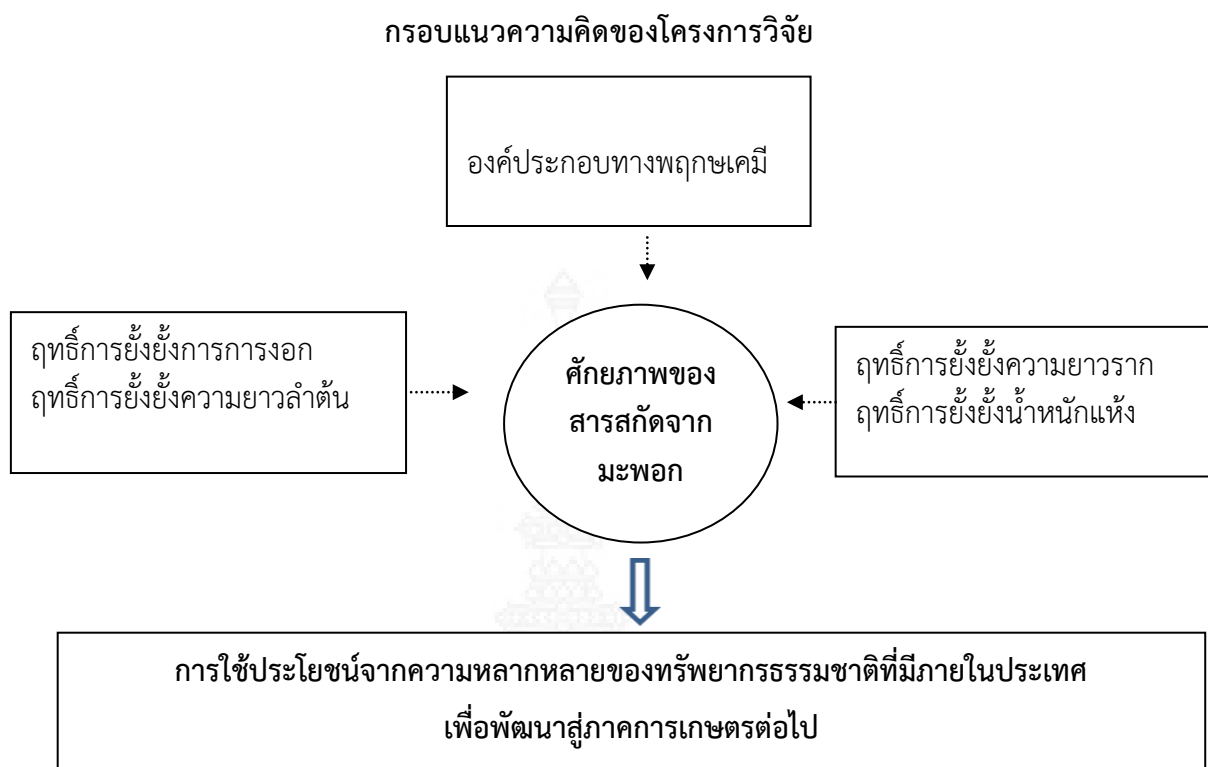 กรอบแนวความคิดของโครงการวิจัย
องค์ประกอบทางพฤกษเคมี
ฤทธิ์การยั้งยั้งการการงอก
ฤทธิ์การยั้งยั้งความยาวลำต้น
ศักยภาพของ
สารสกัดจาก
มะพอก
ฤทธิ์การยั้งยั้งความยาวราก
ฤทธิ์การยั้งยั้งน้ำหนักแห้ง
การใช้ประโยชน์จากความหลากหลายของทรัพยากรธรรมชาติที่มีภายในประเทศ
เพื่อพัฒนาสู่ภาคการเกษตรต่อไป